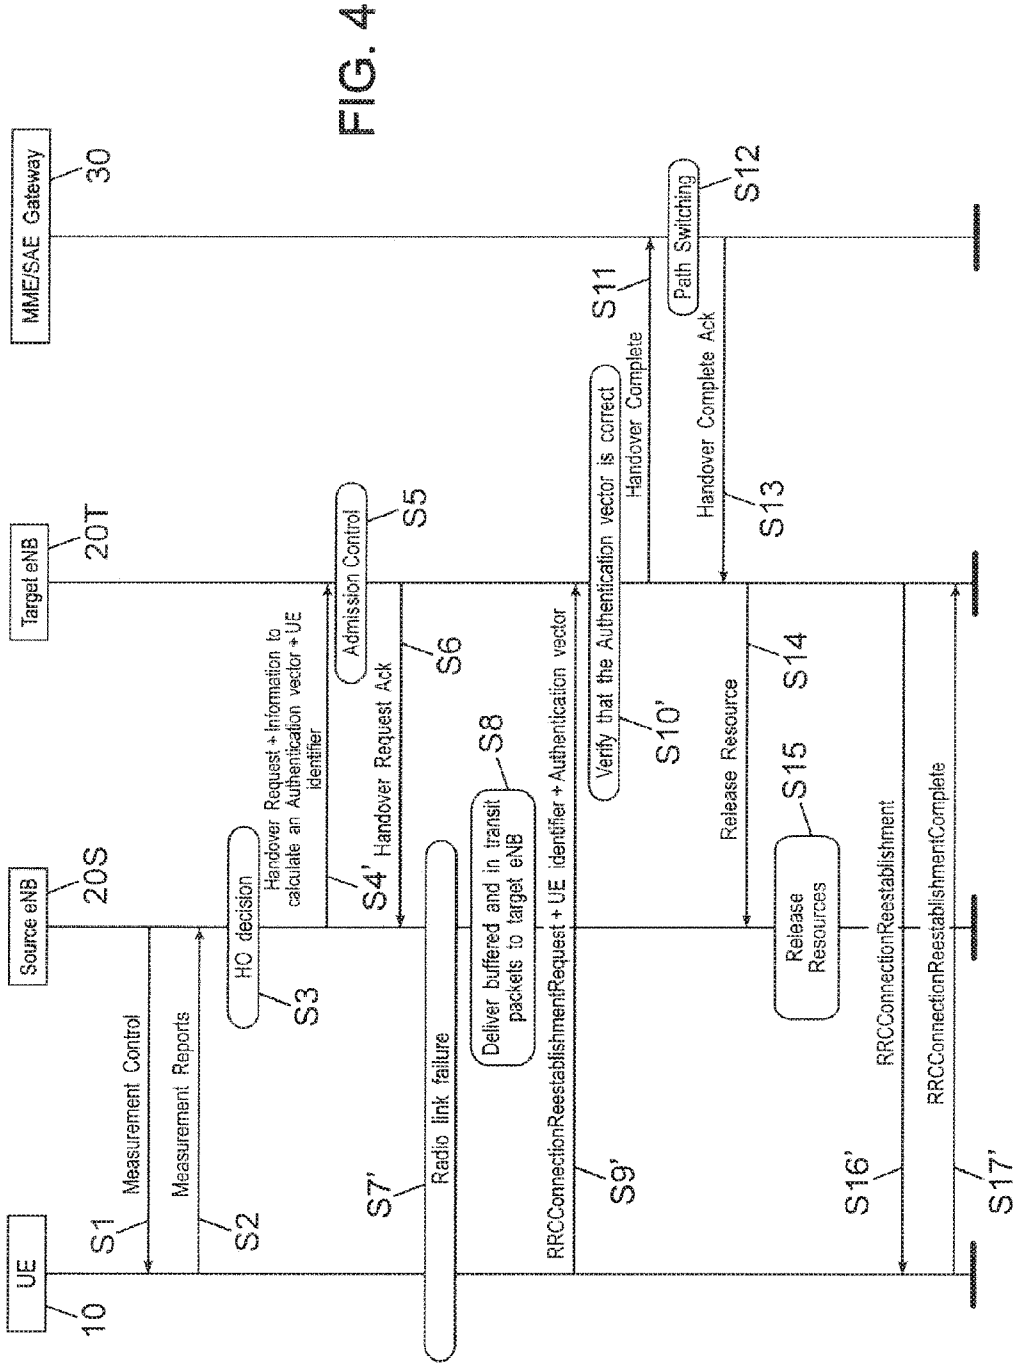 UE
10
Source eNB
20S
Target eNB
20T
MME/SAE Gateway
30
Measurement Control
S1
Measurement Reports
S2
HO decision
S3
Handover Request + Information to
calculate an Authentication vector + UE
identifier
S4'
Admission Control
S5
Handover Request Ack
S6
Radio link failure
S7'
Deliver buffered and in transit
packets to target eNB
S8
RRCConnectionReestablishmentRequest + UE identifier + Authentication vector
S9'
Verify that the Authentication vector is correct
S10'
Handover Complete
S11
Path Switching
S12
Handover Complete Ack
S13
Release Resource
S14
Release
Resources
S15
RRCConnectionReestablishment
S16'
RRCConnectionReestablishmentComplete
S17'
FIG. 4